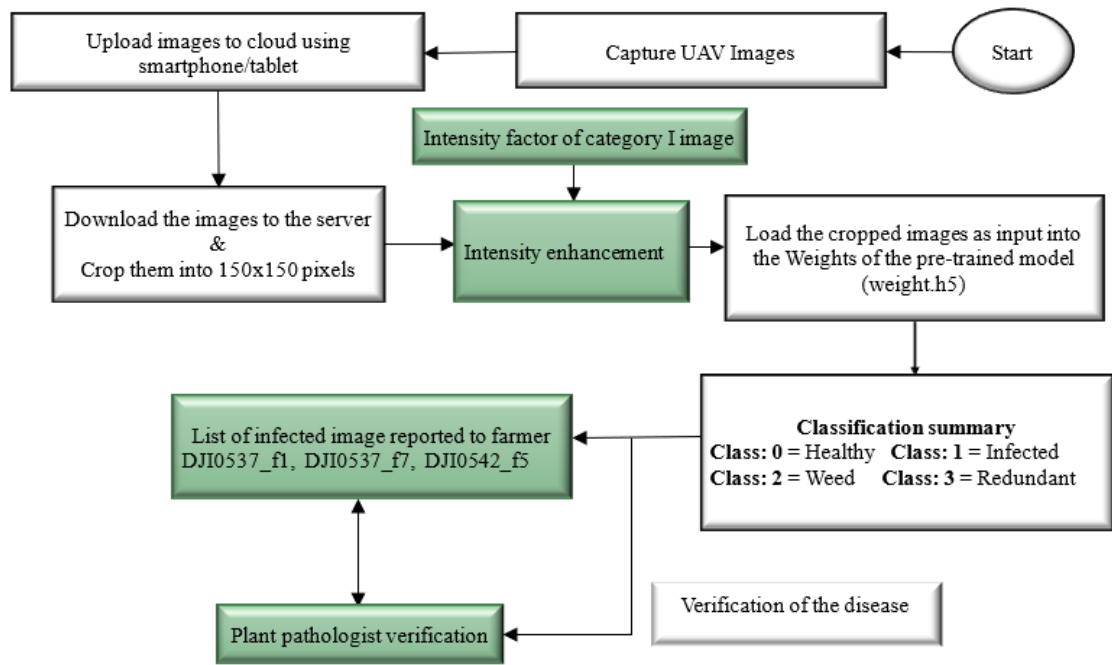 Start
Capture UAV Images
Upload images to cloud using
smartphone/tablet
Download the images to the server
&
Crop them into 150x150 pixels
Intensity factor of category I image
Intensity enhancement
Load the cropped images as input into
the Weights of the pre-trained model
(weight.h5)
Classification summary
Class: 0 = Healthy Class: 1 = Infected
Class: 2 = Weed Class: 3 = Redundant
List of infected image reported to farmer
DJI0537_f1, DJI0537_f7, DJI0542_f5
Plant pathologist verification
Verification of the disease